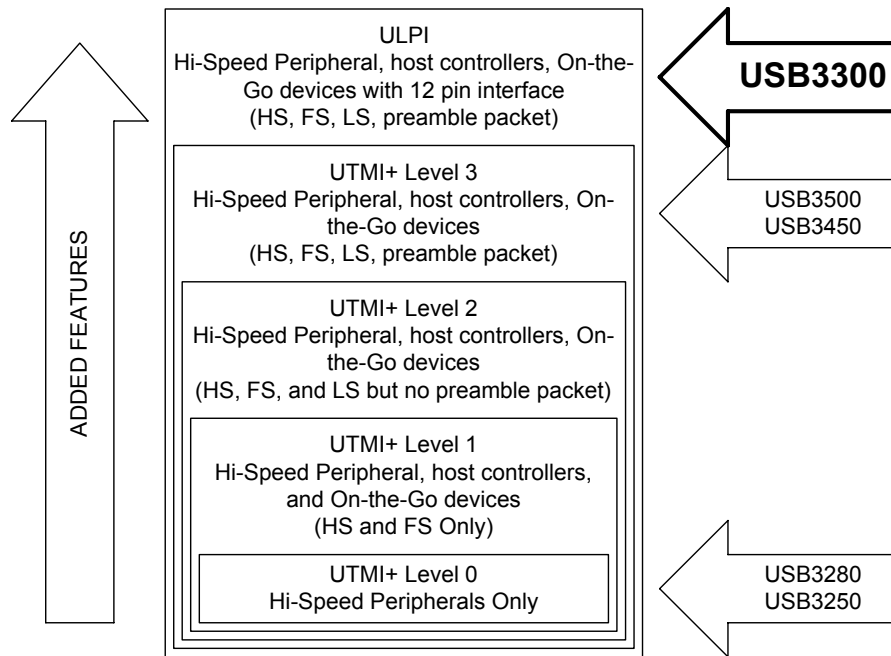 ULPI
Hi-Speed Peripheral, host controllers, On-the-
Go devices with 12 pin interface
(HS, FS, LS, preamble packet)
USB3300
UTMI+ Level 3
Hi-Speed Peripheral, host controllers, On-
the-Go devices
(HS, FS, LS, preamble packet)
USB3500
USB3450
ADDED FEATURES
UTMI+ Level 2
Hi-Speed Peripheral, host controllers, On-
the-Go devices
(HS, FS, and LS but no preamble packet)
UTMI+ Level 1
Hi-Speed Peripheral, host controllers,
and On-the-Go devices
(HS and FS Only)
UTMI+ Level 0
Hi-Speed Peripherals Only
USB3280
USB3250